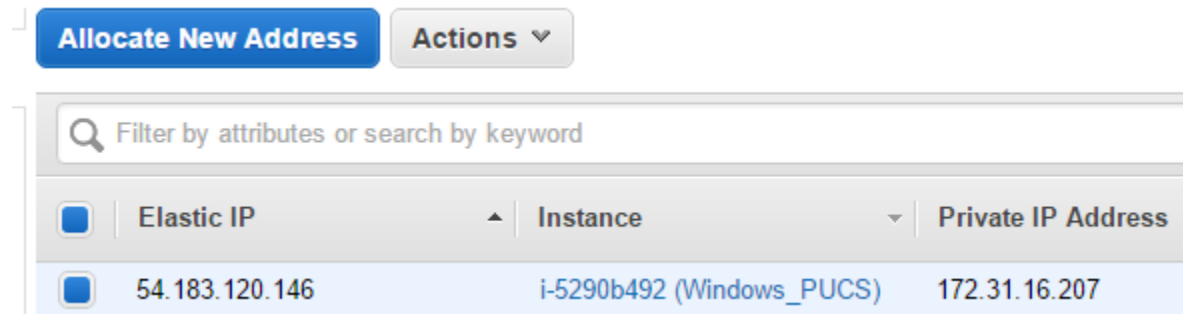 Allocate New Address Actions
Filter by attributes or search by keyword
Elastic IP Instance Private IP Address
54.183.120.146 i-5290b492 (Windows_PUCS) 172.31.16.207